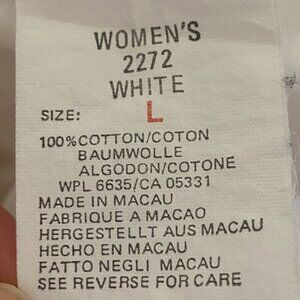 WOMEN'S
2272
WHITE
SIZE: L
100% COTTON/COTON
BAUMWOLLE
ALGODON/COTONE
WPL 6635/CA 05331
MADE IN MACAU
FABRIQUE A MACAO
HERGESTELLT AUS MACAU
HECHO EN MACAU
FATTO NEGLI MACAU
SEE REVERSE FOR CARE